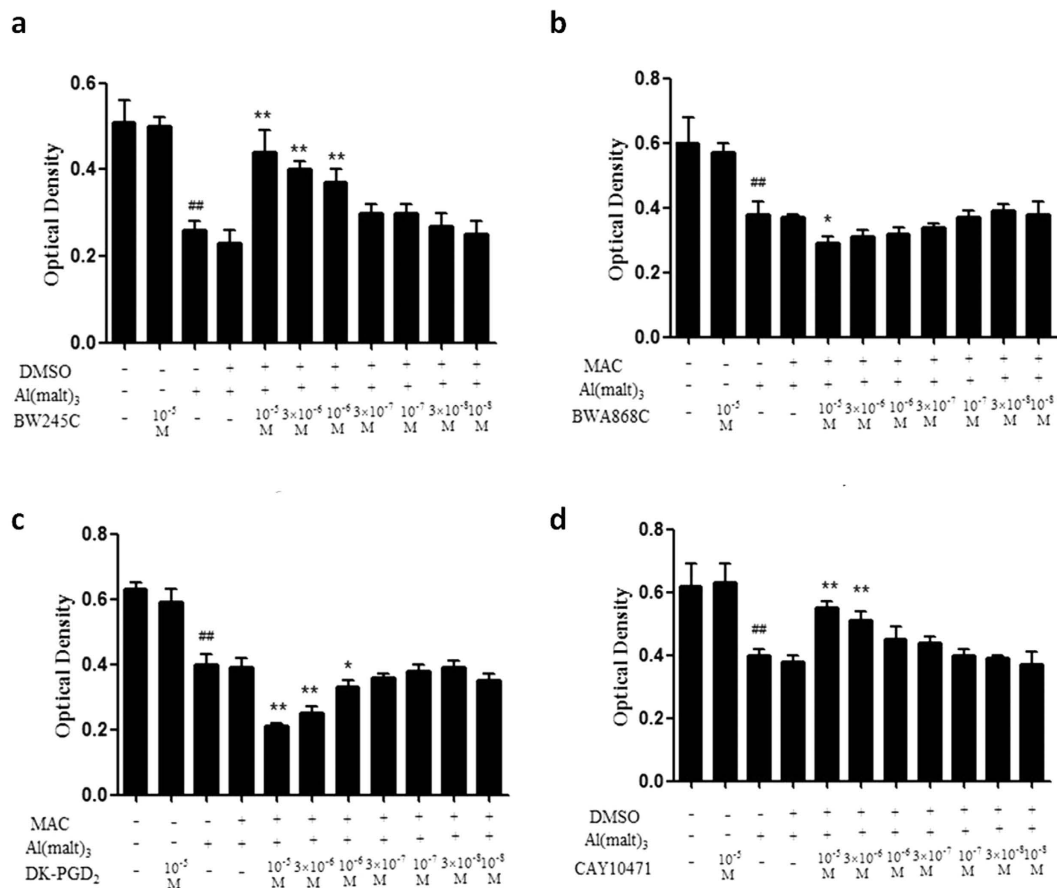 a
Optical Density
0.6
0.4
0.2
0.0
** ** **
##
DMSO - - - + + + + + + + +
Al(malt)₃ - - + + + + + + + + +
BW245C - 10⁻⁵ M - - 10⁻⁵ M 3×10⁻⁶ M 10⁻⁶ M 3×10⁻⁷ M 10⁻⁷ M 3×10⁻⁸ M 10⁻⁸ M
b
Optical Density
0.8
0.6
0.4
0.2
0.0
##
*
MAC - - - + + + + + + + +
Al(malt)₃ - - + + + + + + + + +
BWA868C - 10⁻⁵ M - - 10⁻⁵ M 3×10⁻⁶ M 10⁻⁶ M 3×10⁻⁷ M 10⁻⁷ M 3×10⁻⁸ M 10⁻⁸ M
c
Optical Density
0.8
0.6
0.4
0.2
0.0
##
** ** *
MAC - - - + + + + + + + +
Al(malt)₃ - - + + + + + + + + +
DK-PGD₂ - 10⁻⁵ M - - 10⁻⁵ M 3×10⁻⁶ M 10⁻⁶ M 3×10⁻⁷ M 10⁻⁷ M 3×10⁻⁸ M 10⁻⁸ M
d
Optical Density
0.8
0.6
0.4
0.2
0.0
** **
##
DMSO - - - + + + + + + + +
Al(malt)₃ - - + + + + + + + + +
CAY10471 - 10⁻⁵ M - - 10⁻⁵ M 3×10⁻⁶ M 10⁻⁶ M 3×10⁻⁷ M 10⁻⁷ M 3×10⁻⁸ M 10⁻⁸ M